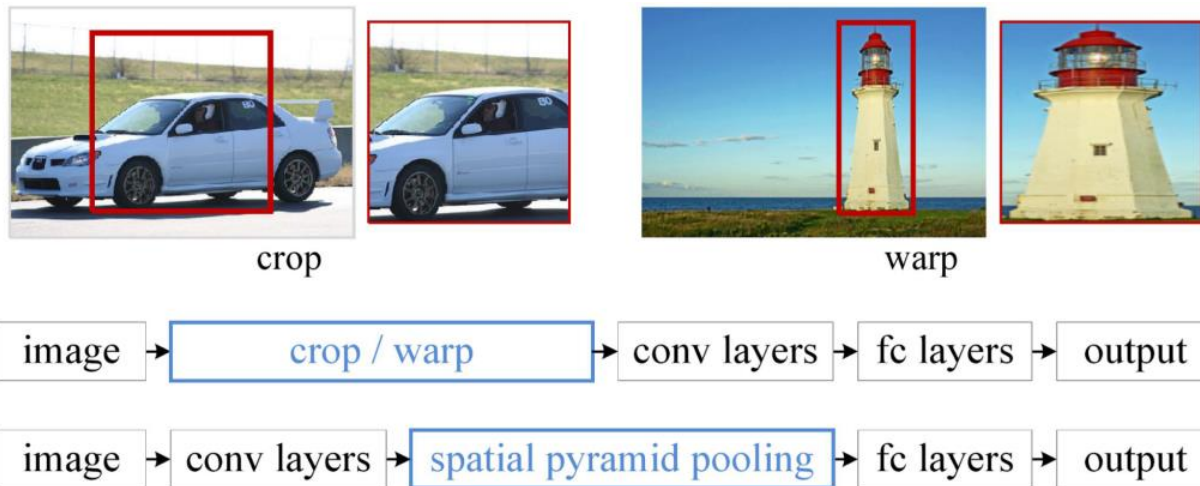 crop
warp
image crop / warp conv layers fc layers output
image conv layers spatial pyramid pooling fc layers output